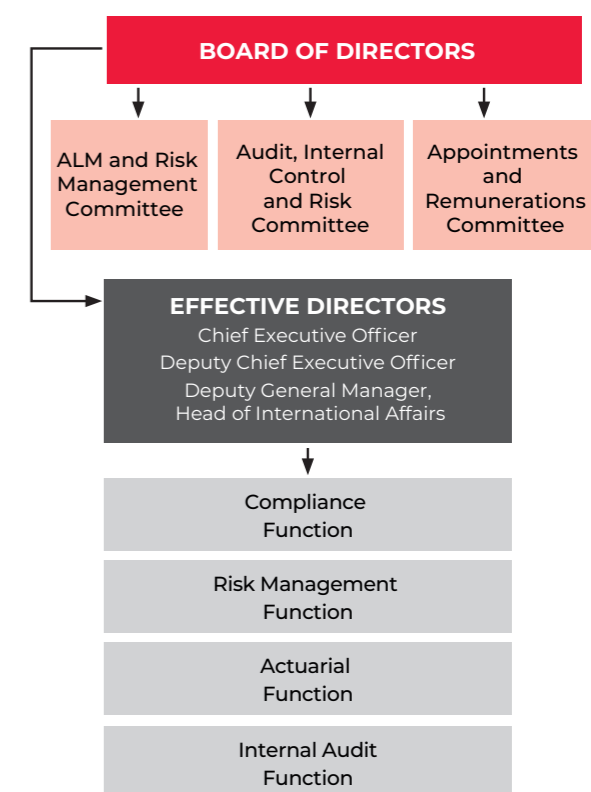 BOARD OF DIRECTORS
ALM and Risk
Management
Committee
Audit, Internal
Control
and Risk
Committee
Appointments
and
Remunerations
Committee
EFFECTIVE DIRECTORS
Chief Executive Officer
Deputy Chief Executive Officer
Deputy General Manager,
Head of International Affairs
Compliance
Function
Risk Management
Function
Actuarial
Function
Internal Audit
Function